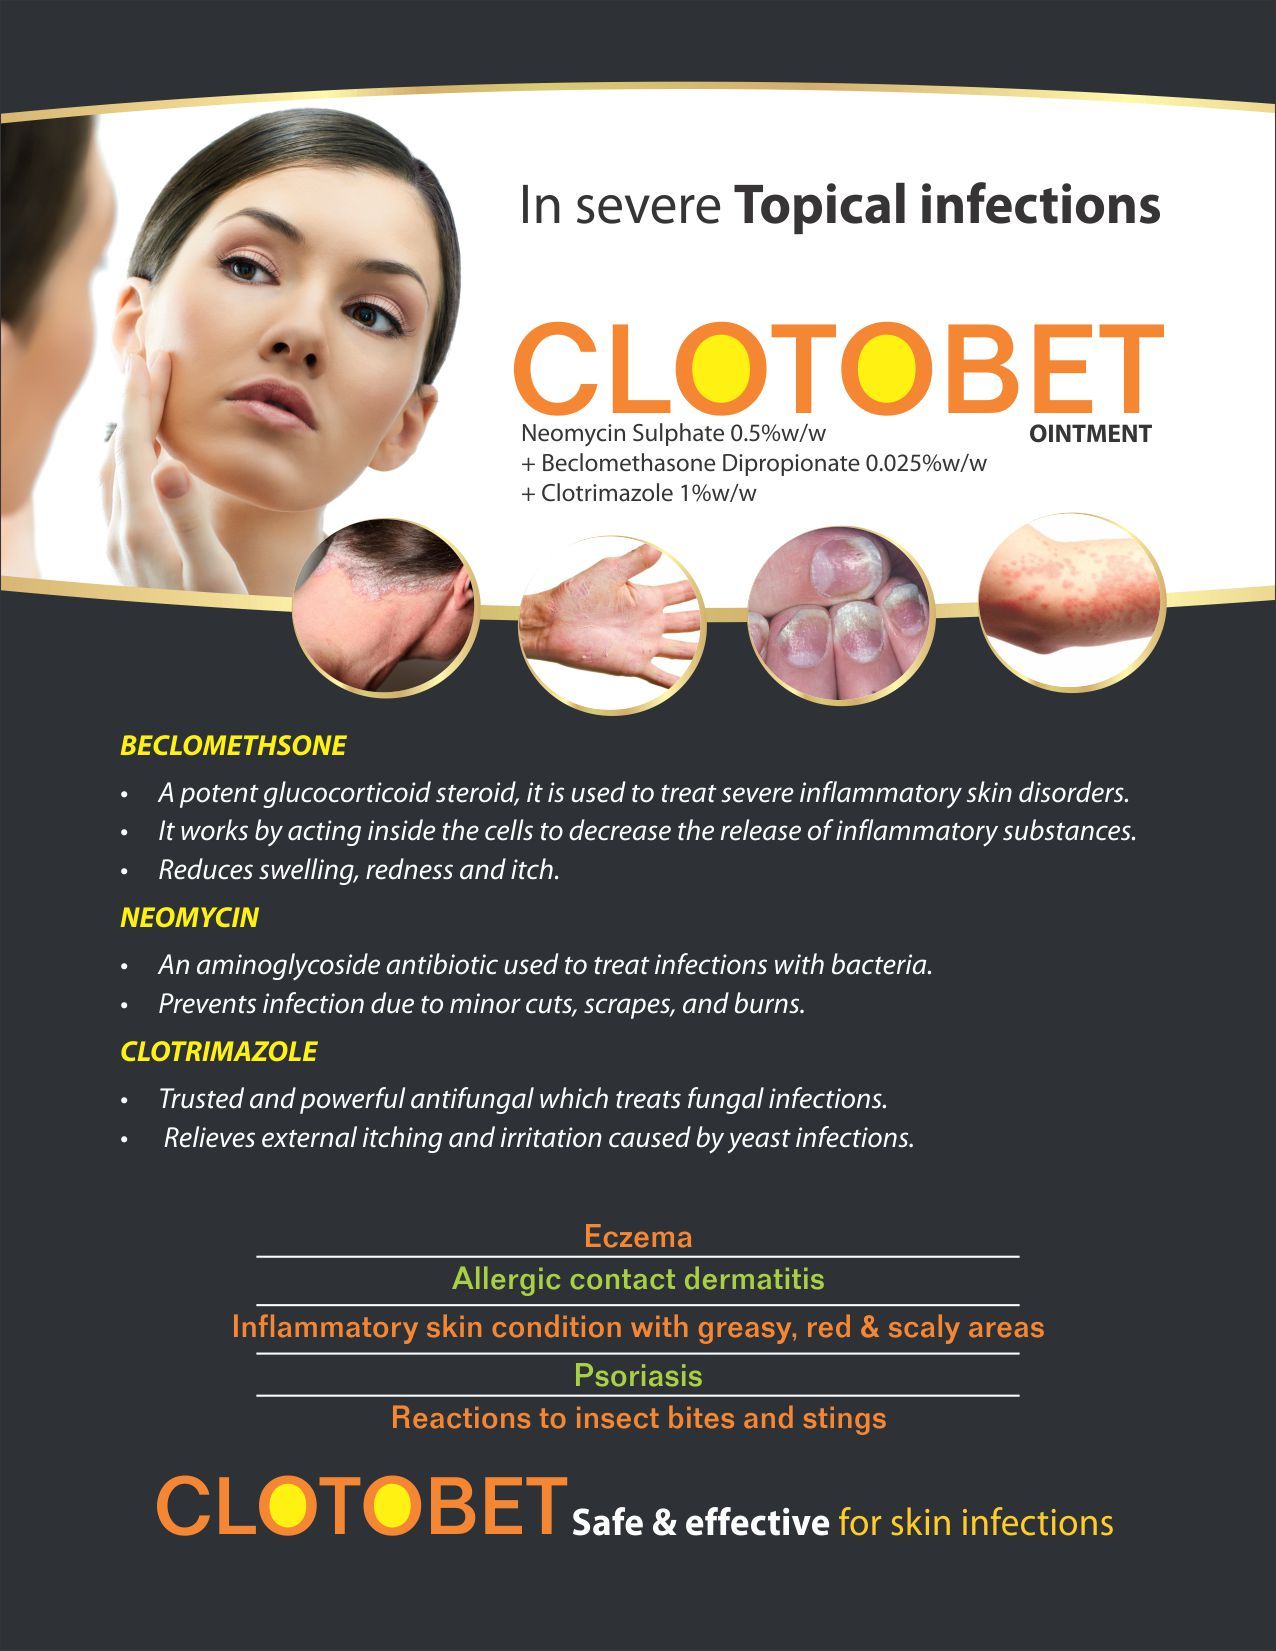 In severe Topical infections
CLOTOBET
OINTMENT
Neomycin Sulphate 0.5%w/w
+ Beclomethasone Dipropionate 0.025%w/w
+ Clotrimazole 1%w/w
BECLOMETHSONE
• A potent glucocorticoid steroid, it is used to treat severe inflammatory skin disorders.
• It works by acting inside the cells to decrease the release of inflammatory substances.
• Reduces swelling, redness and itch.
NEOMYCIN
• An aminoglycoside antibiotic used to treat infections with bacteria.
• Prevents infection due to minor cuts, scrapes, and burns.
CLOTRIMAZOLE
• Trusted and powerful antifungal which treats fungal infections.
• Relieves external itching and irritation caused by yeast infections.
Eczema
Allergic contact dermatitis
Inflammatory skin condition with greasy, red & scaly areas
Psoriasis
Reactions to insect bites and stings
CLOTOBET Safe & effective for skin infections